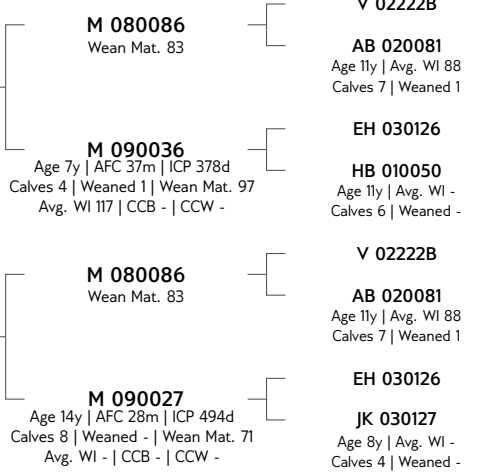 M 080086
Wean Mat. 83
M 090036
Age 7y | AFC 37m | ICP 378d
Calves 4 | Weaned 1 | Wean Mat. 97
Avg. WI 117 | CCB - | CCW -
V 02222B
AB 020081
Age 11y | Avg. WI 88
Calves 7 | Weaned 1
EH 030126
HB 010050
Age 11y | Avg. WI -
Calves 6 | Weaned -
M 080086
Wean Mat. 83
M 090027
Age 14y | AFC 28m | ICP 494d
Calves 8 | Weaned - | Wean Mat. 71
Avg. WI - | CCB - | CCW -
V 02222B
AB 020081
Age 11y | Avg. WI 88
Calves 7 | Weaned 1
EH 030126
JK 030127
Age 8y | Avg. WI -
Calves 4 | Weaned -